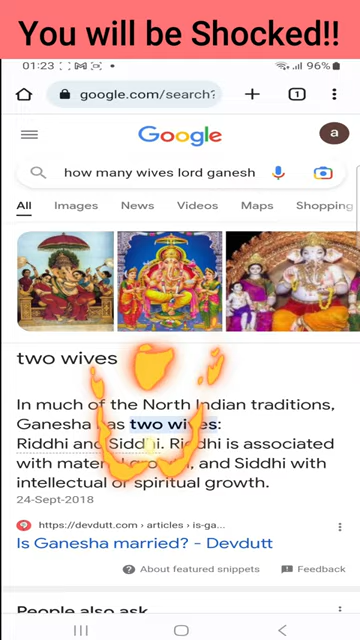 You will be Shocked!!
01:23 96%
google.com/search? 1
Google a
how many wives lord ganesh
All Images News Videos Maps Shopping
two wives
In much of the North Indian traditions,
Ganesha has two wives:
Riddhi and Siddhi. Riddhi is associated
with material growth, and Siddhi with
intellectual or spiritual growth.
24-Sept-2018
https://devdutt.com › articles › is-ga...
Is Ganesha married? - Devdutt
About featured snippets Feedback
People also ask